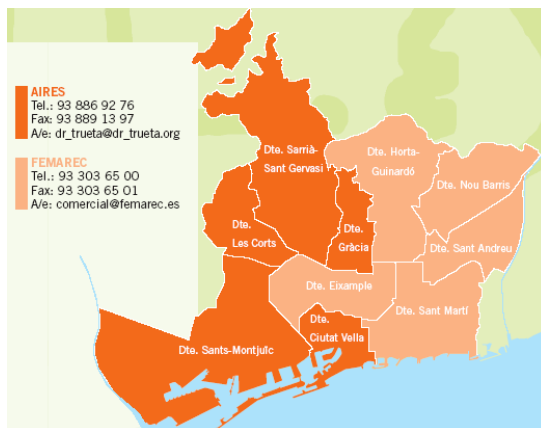 AIRES
Tel.: 93 886 92 76
Fax: 93 889 13 97
A/e: dr_trueta@dr_trueta.org
FEMAREC
Tel.: 93 303 65 00
Fax: 93 303 65 01
A/e: comercial@femarec.es
Dte. Sarrià-
Sant Gervasi
Dte. Horta-
Guinardó
Dte. Nou Barris
Dte.
Les Corts
Dte.
Gràcia
Dte. Sant Andreu
Dte. Eixample
Dte. Sant Martí
Dte.
Ciutat Vella
Dte. Sants-Montjuïc